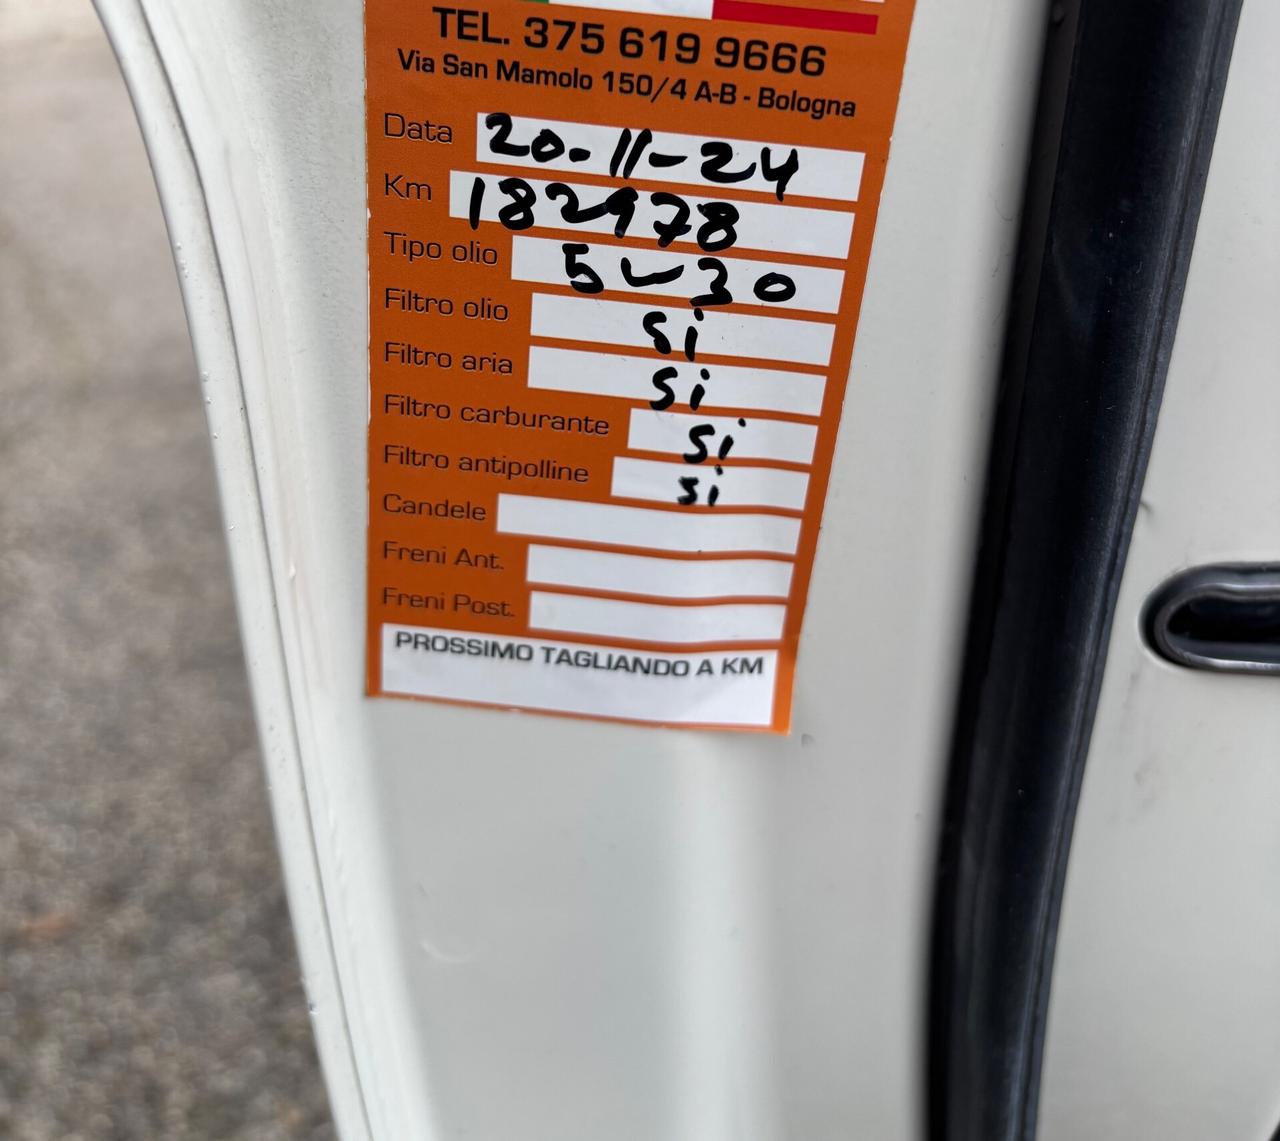 TEL. 375 619 9666
Via San Mamolo 150/4 A-B - Bologna
Data 20-11-24
Km 182978
Tipo olio 5-30
Filtro olio si
Filtro aria si
Filtro carburante si
Filtro antipolline si
Candele
Freni Ant.
Freni Post.
PROSSIMO TAGLIANDO A KM